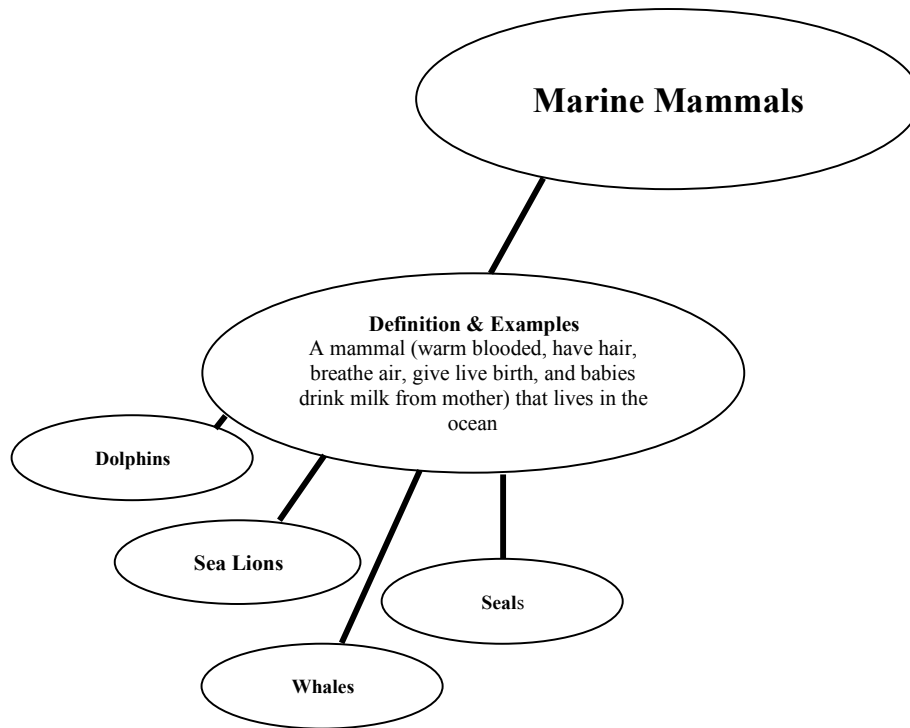 Marine Mammals
Definition & Examples
A mammal (warm blooded, have hair,
breathe air, give live birth, and babies
drink milk from mother) that lives in the
ocean
Dolphins
Sea Lions
Seals
Whales